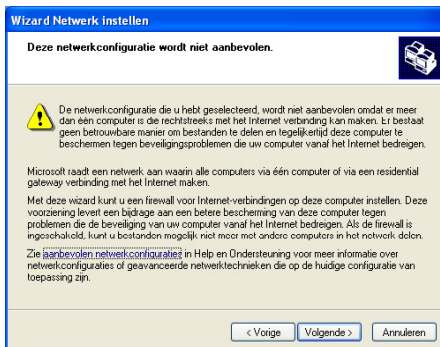 Wizard Netwerk instellen
Deze netwerkconfiguratie wordt niet aanbevolen.
De netwerkconfiguratie die u hebt geselecteerd, wordt niet aanbevolen omdat er meer
dan één computer is die rechtstreeks met het Internet verbinding kan maken. Er bestaat
geen betrouwbare manier om bestanden te delen en tegelijkertijd deze computer te
beschermen tegen beveiligingsproblemen die uw computer vanaf het Internet bedreigen.
Microsoft raadt een netwerk aan waarin alle computers via één computer of via een residential
gateway verbinding met het Internet maken.
Met deze wizard kunt u een firewall voor Internet-verbindingen op deze computer instellen. Deze
voorziening levert een bijdrage aan een betere bescherming van deze computer tegen
problemen die de beveiliging van uw computer vanaf het Internet bedreigen. Als de firewall is
ingeschakeld, kunt u bestanden mogelijk niet meer met andere computers in het netwerk delen.
Zie aanbevolen netwerkconfiguraties in Help en Ondersteuning voor meer informatie over
netwerkconfiguraties of geavanceerde netwerktechnieken die op de huidige configuratie van
toepassing zijn.
< Vorige Volgende > Annuleren